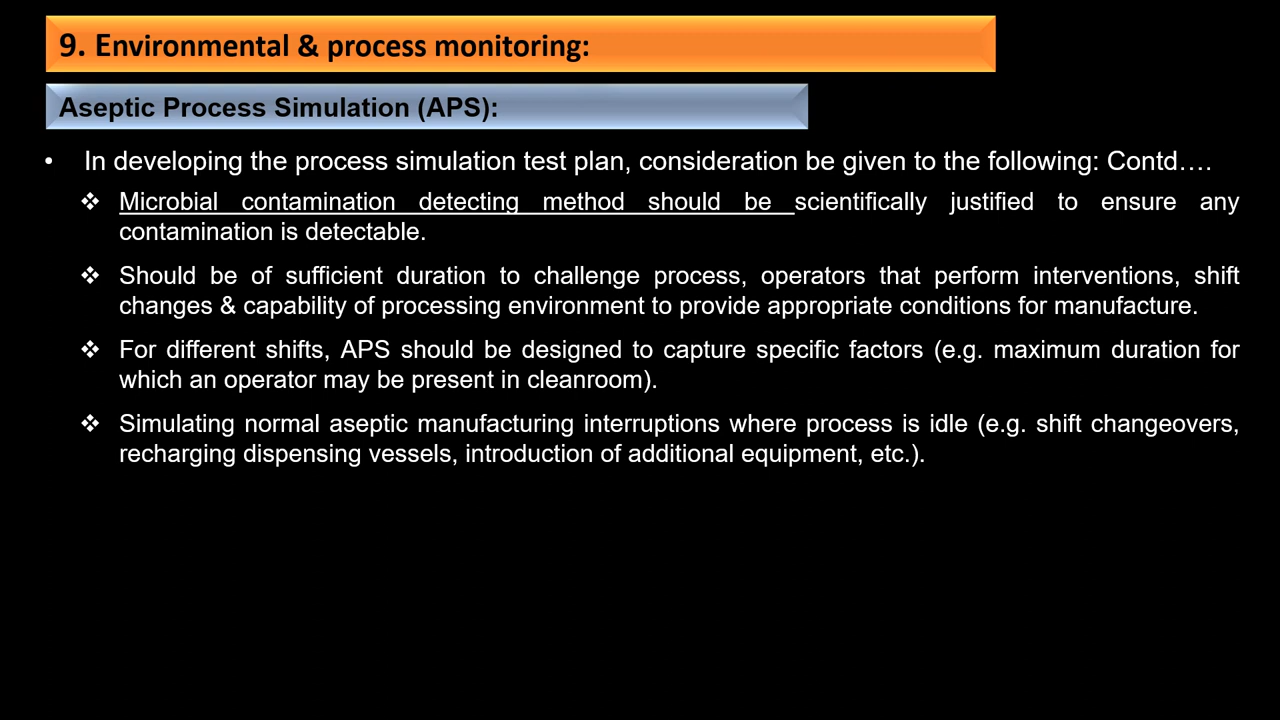 9. Environmental & process monitoring:
Aseptic Process Simulation (APS):
• In developing the process simulation test plan, consideration be given to the following: Contd….
❖ Microbial contamination detecting method should be scientifically justified to ensure any
contamination is detectable.
❖ Should be of sufficient duration to challenge process, operators that perform interventions, shift
changes & capability of processing environment to provide appropriate conditions for manufacture.
❖ For different shifts, APS should be designed to capture specific factors (e.g. maximum duration for
which an operator may be present in cleanroom).
❖ Simulating normal aseptic manufacturing interruptions where process is idle (e.g. shift changeovers,
recharging dispensing vessels, introduction of additional equipment, etc.).